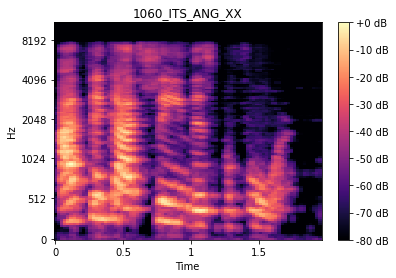 1060_ITS_ANG_XX
+0 dB
8192
-10 dB
4096
-20 dB
-30 dB
2048
Hz
-40 dB
1024
-50 dB
512
-60 dB
-70 dB
0
-80 dB
0
0.5
1
1.5
Time